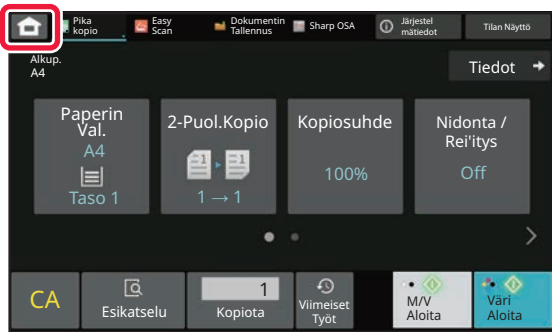 Pika
kopio
Easy
Scan
Dokumentin
Tallennus
Sharp OSA
Järjestel
mätiedot
Tilan Näyttö
Alkup.
A4
Tiedot
Paperin
Val.
A4
Taso 1
2-Puol.Kopio
1
1
1 → 1
Kopiosuhde
100%
Nidonta /
Rei'itys
Off
CA
Esikatselu
1
Kopiota
Viimeiset
Työt
M/V
Aloita
Väri
Aloita